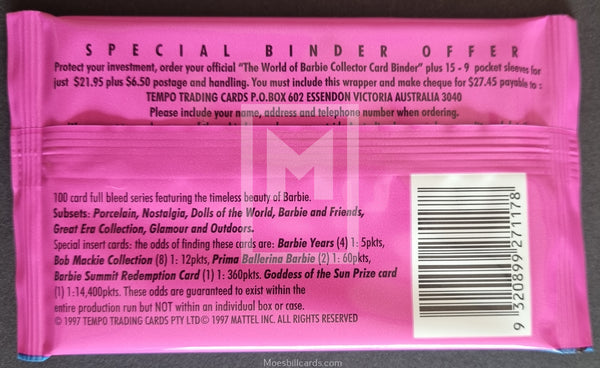 SPECIAL BINDER OFFER
Protect your investment, order your official "The World of Barbie Collector Card Binder" plus 15 - 9 pocket sleeves for
just $21.95 plus $6.50 postage and handling. You must include this wrapper and make cheque for $27.45 payable to :
TEMPO TRADING CARDS P.O.BOX 602 ESSENDON VICTORIA AUSTRALIA 3040
Please include your name, address and telephone number when ordering.
M
100 card full bleed series featuring the timeless beauty of Barbie.
Subsets: Porcelain, Nostalgia, Dolls of the World, Barbie and Friends,
Great Era Collection, Glamour and Outdoors.
Special insert cards: the odds of finding these cards are: Barbie Years (4) 1: 5pkts,
Bob Mackie Collection (8) 1: 12pkts, Prima Ballerina Barbie (2) 1: 60pkts,
Barbie Summit Redemption Card (1) 1: 360pkts. Goddess of the Sun Prize card
(1) 1:14,400pkts. These odds are guaranteed to exist within the
entire production run but NOT within an individual box or case.
© 1997 TEMPO TRADING CARDS PTY LTD © 1997 MATTEL INC. ALL RIGHTS RESERVED
9 320899 271178
Moesbillcards.com